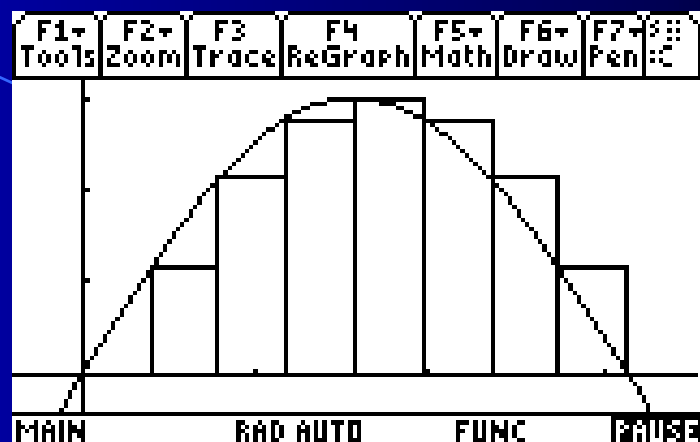 F1▾ F2▾ F3 F4 F5▾ F6▾ F7▾
Tools Zoom Trace ReGraph Math Draw Pen :C
MAIN RAD AUTO FUNC PAUSE